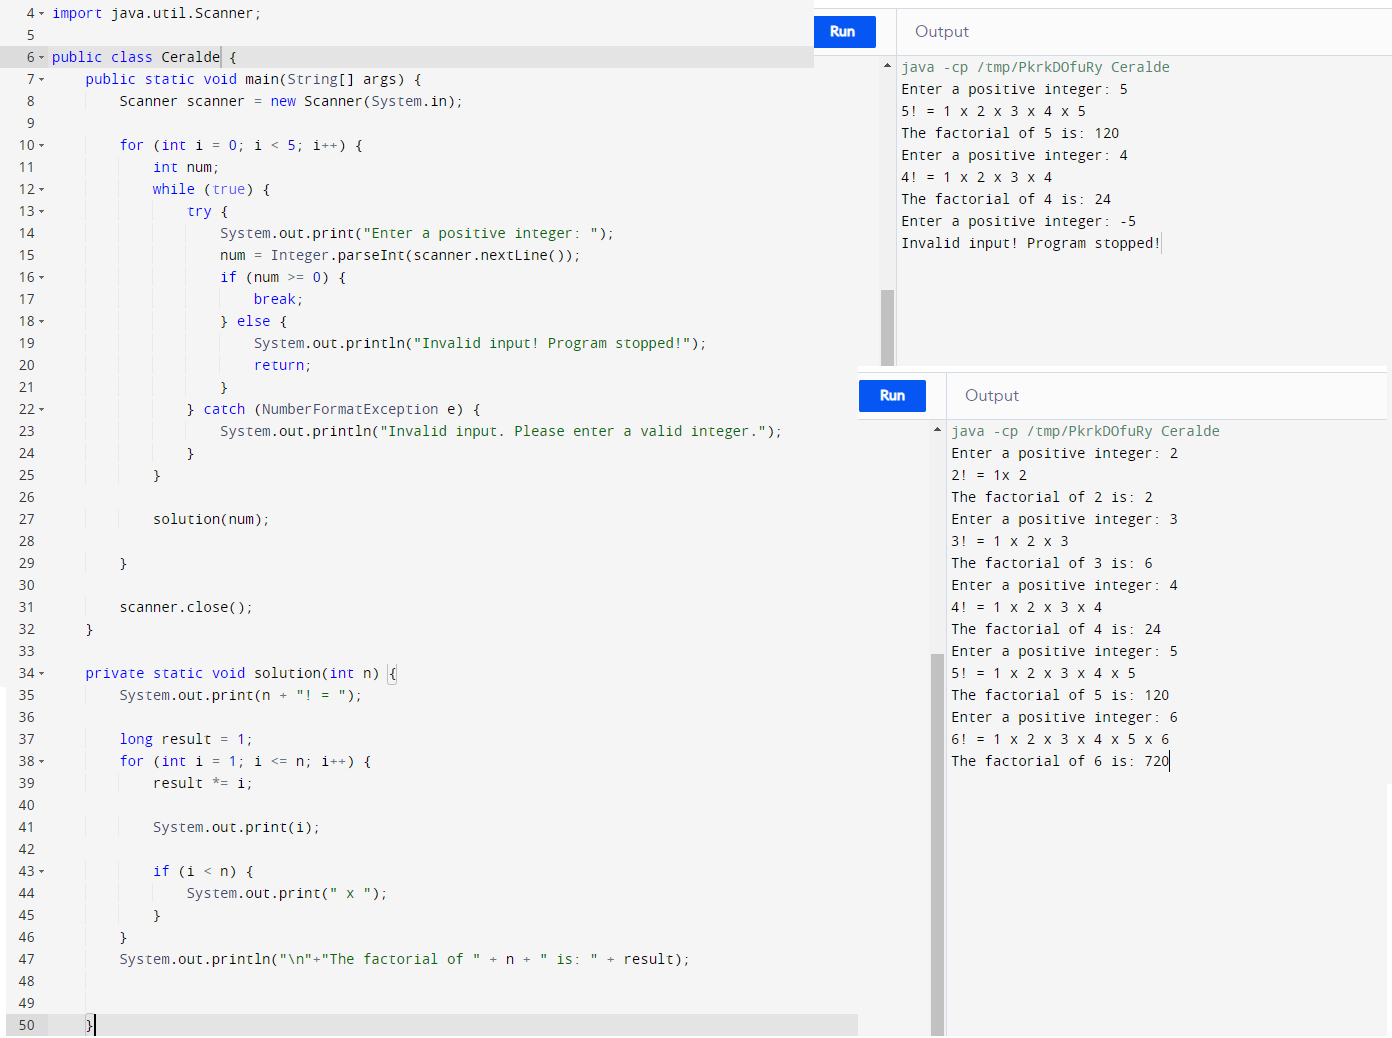 4 import java.util.Scanner;
5
6 public class Ceralde {
7     public static void main(String[] args) {
8         Scanner scanner = new Scanner(System.in);
9
10         for (int i = 0; i < 5; i++) {
11             int num;
12             while (true) {
13                 try {
14                     System.out.print("Enter a positive integer: ");
15                     num = Integer.parseInt(scanner.nextLine());
16                     if (num >= 0) {
17                         break;
18                     } else {
19                         System.out.println("Invalid input! Program stopped!");
20                         return;
21                     }
22                 } catch (NumberFormatException e) {
23                     System.out.println("Invalid input. Please enter a valid integer.");
24                 }
25             }
26
27             solution(num);
28
29         }
30
31         scanner.close();
32     }
33
34     private static void solution(int n) {
35         System.out.print(n + "! = ");
36
37         long result = 1;
38         for (int i = 1; i <= n; i++) {
39             result *= i;
40
41             System.out.print(i);
42
43             if (i < n) {
44                 System.out.print(" x ");
45             }
46         }
47         System.out.println("\n"+"The factorial of " + n + " is: " + result);
48
49
50     }
Run
Output
java -cp /tmp/PkrkDOfuRy Ceralde
Enter a positive integer: 5
5! = 1 x 2 x 3 x 4 x 5
The factorial of 5 is: 120
Enter a positive integer: 4
4! = 1 x 2 x 3 x 4
The factorial of 4 is: 24
Enter a positive integer: -5
Invalid input! Program stopped!
Run
Output
java -cp /tmp/PkrkDOfuRy Ceralde
Enter a positive integer: 2
2! = 1x 2
The factorial of 2 is: 2
Enter a positive integer: 3
3! = 1 x 2 x 3
The factorial of 3 is: 6
Enter a positive integer: 4
4! = 1 x 2 x 3 x 4
The factorial of 4 is: 24
Enter a positive integer: 5
5! = 1 x 2 x 3 x 4 x 5
The factorial of 5 is: 120
Enter a positive integer: 6
6! = 1 x 2 x 3 x 4 x 5 x 6
The factorial of 6 is: 720